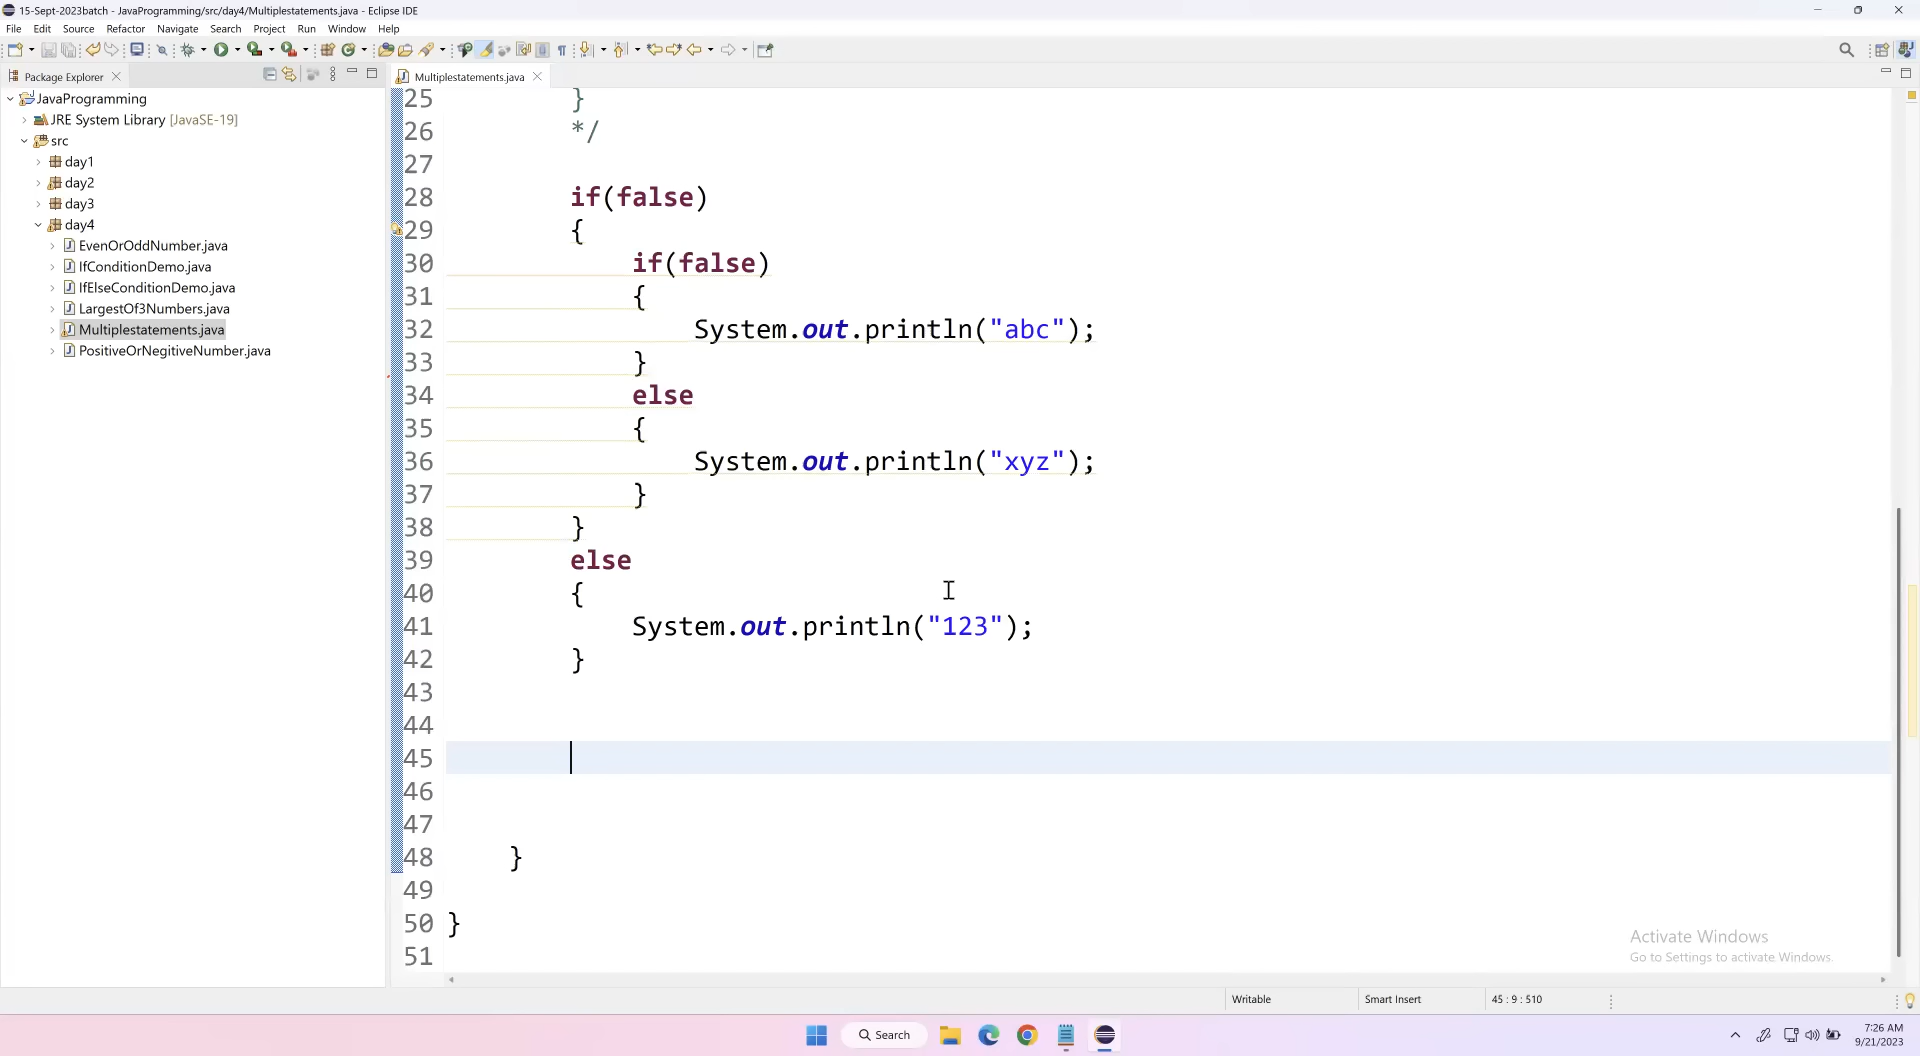 15-Sept-2023batch - JavaProgramming/src/day4/Multiplestatements.java - Eclipse IDE
File Edit Source Refactor Navigate Search Project Run Window Help
Package Explorer
Multiplestatements.java
JavaProgramming
JRE System Library [JavaSE-19]
src
day1
day2
day3
day4
EvenOrOddNumber.java
IfConditionDemo.java
IfElseConditionDemo.java
LargestOf3Numbers.java
Multiplestatements.java
PositiveOrNegitiveNumber.java
25 }
26 */
27
28 if(false)
29 {
30 if(false)
31 {
32 System.out.println("abc");
33 }
34 else
35 {
36 System.out.println("xyz");
37 }
38 }
39 else
40 {
41 System.out.println("123");
42 }
43
44
45
46
47
48 }
49
50 }
51
Activate Windows
Go to Settings to activate Windows.
Writable Smart Insert 45 : 9 : 510
Search
7:26 AM
9/21/2023